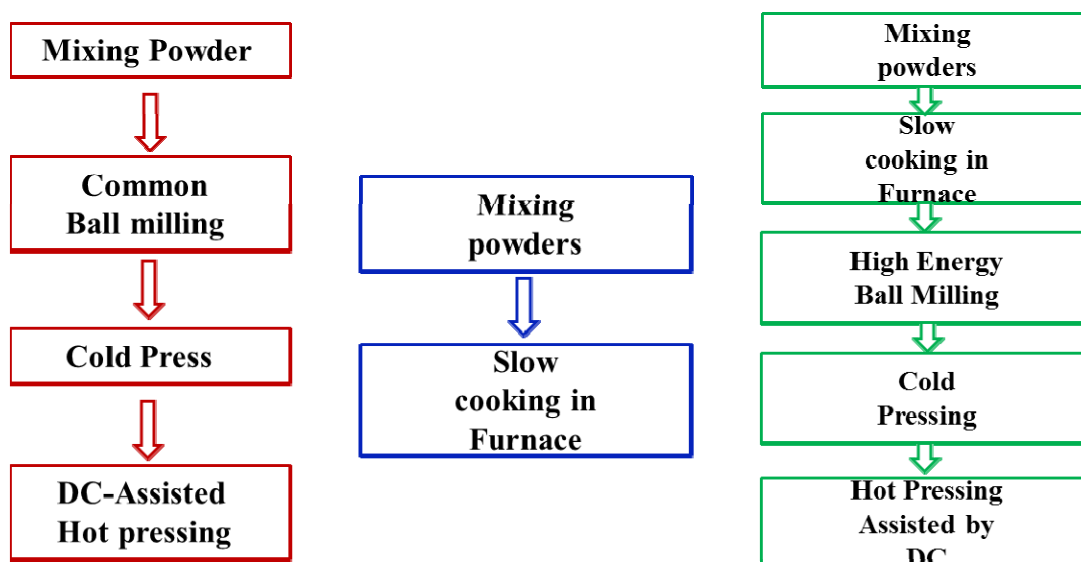 Mixing Powder
Common
Ball milling
Cold Press
DC-Assisted
Hot pressing
Mixing
powders
Slow
cooking in
Furnace
Mixing
powders
Slow
cooking in
Furnace
High Energy
Ball Milling
Cold
Pressing
Hot Pressing
Assisted by
DC